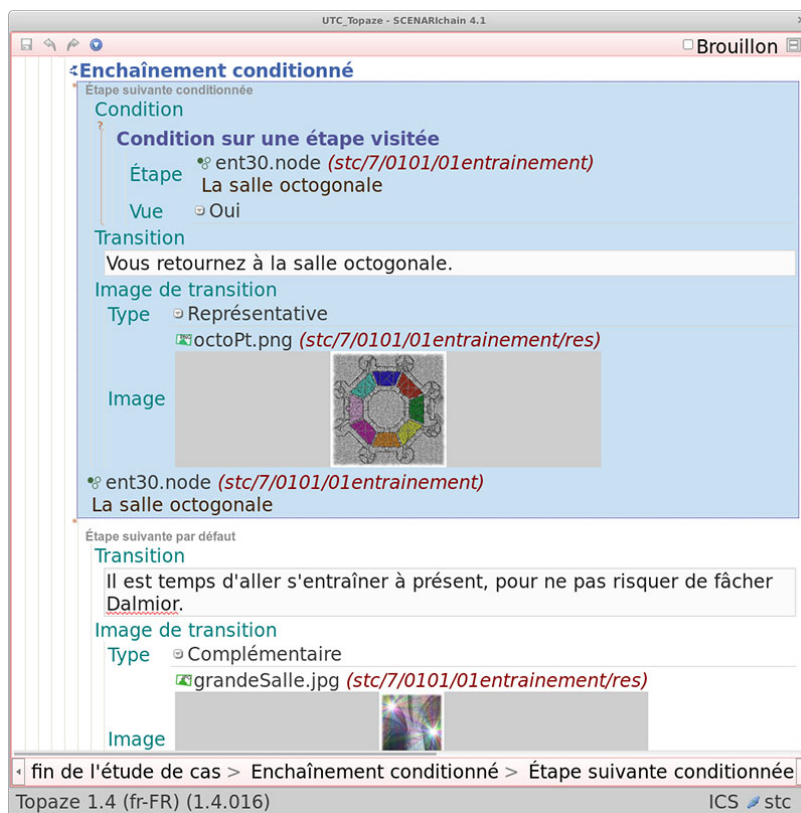 UTC_Topaze - SCENARIchain 4.1
Brouillon
Enchaînement conditionné
Étape suivante conditionnée
Condition
?
Condition sur une étape visitée
Étape ent30.node (stc/7/0101/01entrainement)
La salle octogonale
Vue Oui
Transition
Vous retournez à la salle octogonale.
Image de transition
Type Représentative
octoPt.png (stc/7/0101/01entrainement/res)
Image
ent30.node (stc/7/0101/01entrainement)
La salle octogonale
Étape suivante par défaut
Transition
Il est temps d'aller s'entraîner à présent, pour ne pas risquer de fâcher
Dalmior.
Image de transition
Type Complémentaire
grandeSalle.jpg (stc/7/0101/01entrainement/res)
Image
fin de l'étude de cas > Enchaînement conditionné > Étape suivante conditionnée
Topaze 1.4 (fr-FR) (1.4.016) ICS stc